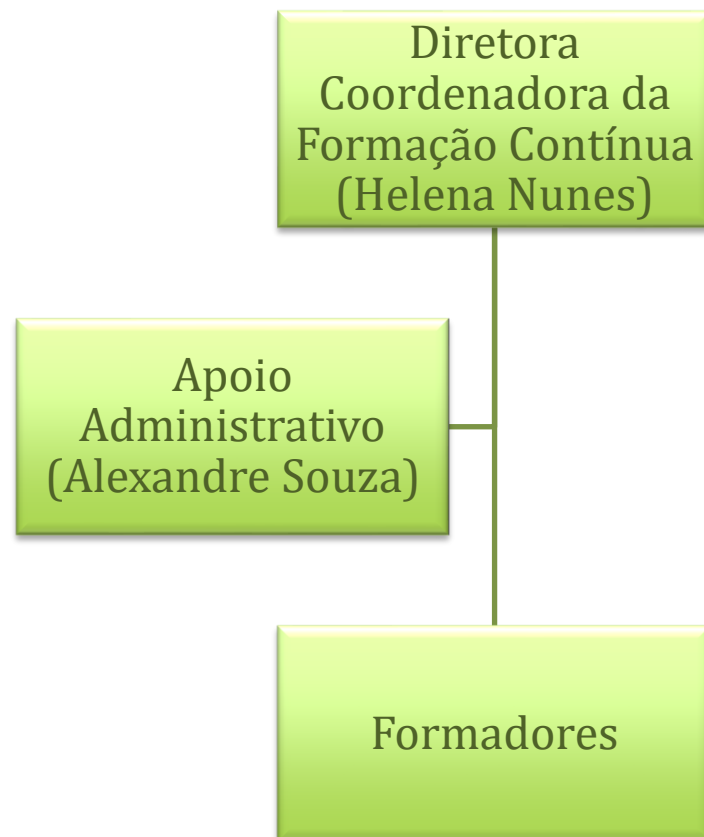 Diretora
Coordenadora da
Formação Contínua
(Helena Nunes)
Apoio
Administrativo
(Alexandre Souza)
Formadores